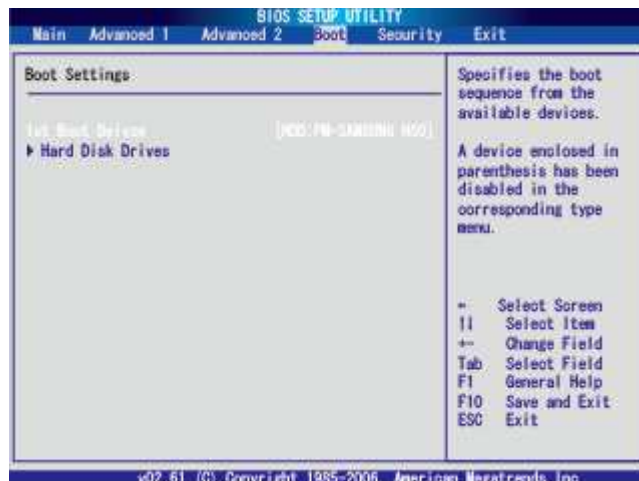 BIOS SETUP UTILITY
Main Advanced 1 Advanced 2 Boot Security Exit
Boot Settings
1st Boot Device [HDD:PM-SAMSUNG
Hard Disk Drives
Specifies the boot
sequence from the
available devices.
A device enclosed in
parenthesis has been
disabled in the
corresponding type
menu.
← Select Screen
↑↓ Select Item
+- Change Field
Tab Select Field
F1 General Help
F10 Save and Exit
ESC Exit
v02.61 (C) Copyright 1985-2006, American Megatrends, Inc.